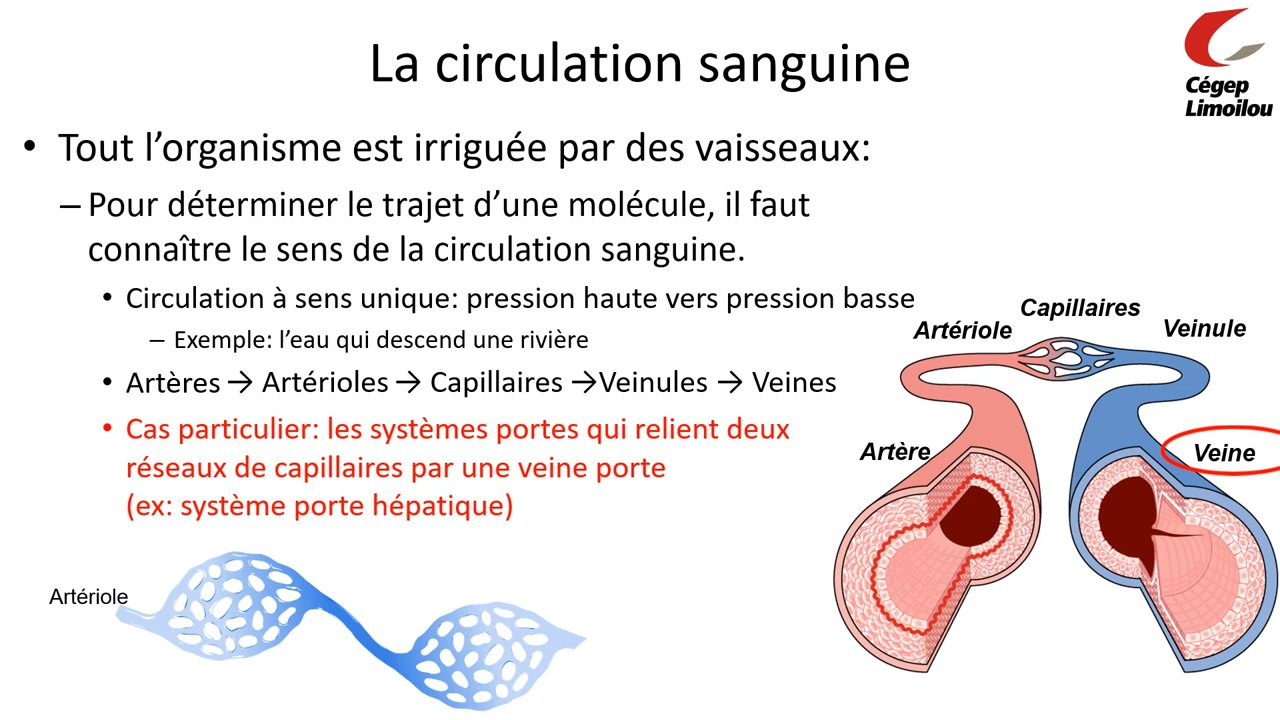 La circulation sanguine
Cégep
Limoilou
• Tout l’organisme est irriguée par des vaisseaux:
– Pour déterminer le trajet d’une molécule, il faut
connaître le sens de la circulation sanguine.
• Circulation à sens unique: pression haute vers pression basse
– Exemple: l’eau qui descend une rivière
• Artères → Artérioles → Capillaires →Veinules → Veines
• Cas particulier: les systèmes portes qui relient deux
réseaux de capillaires par une veine porte
(ex: système porte hépatique)
Artériole
Capillaires
Artériole
Veinule
Artère
Veine